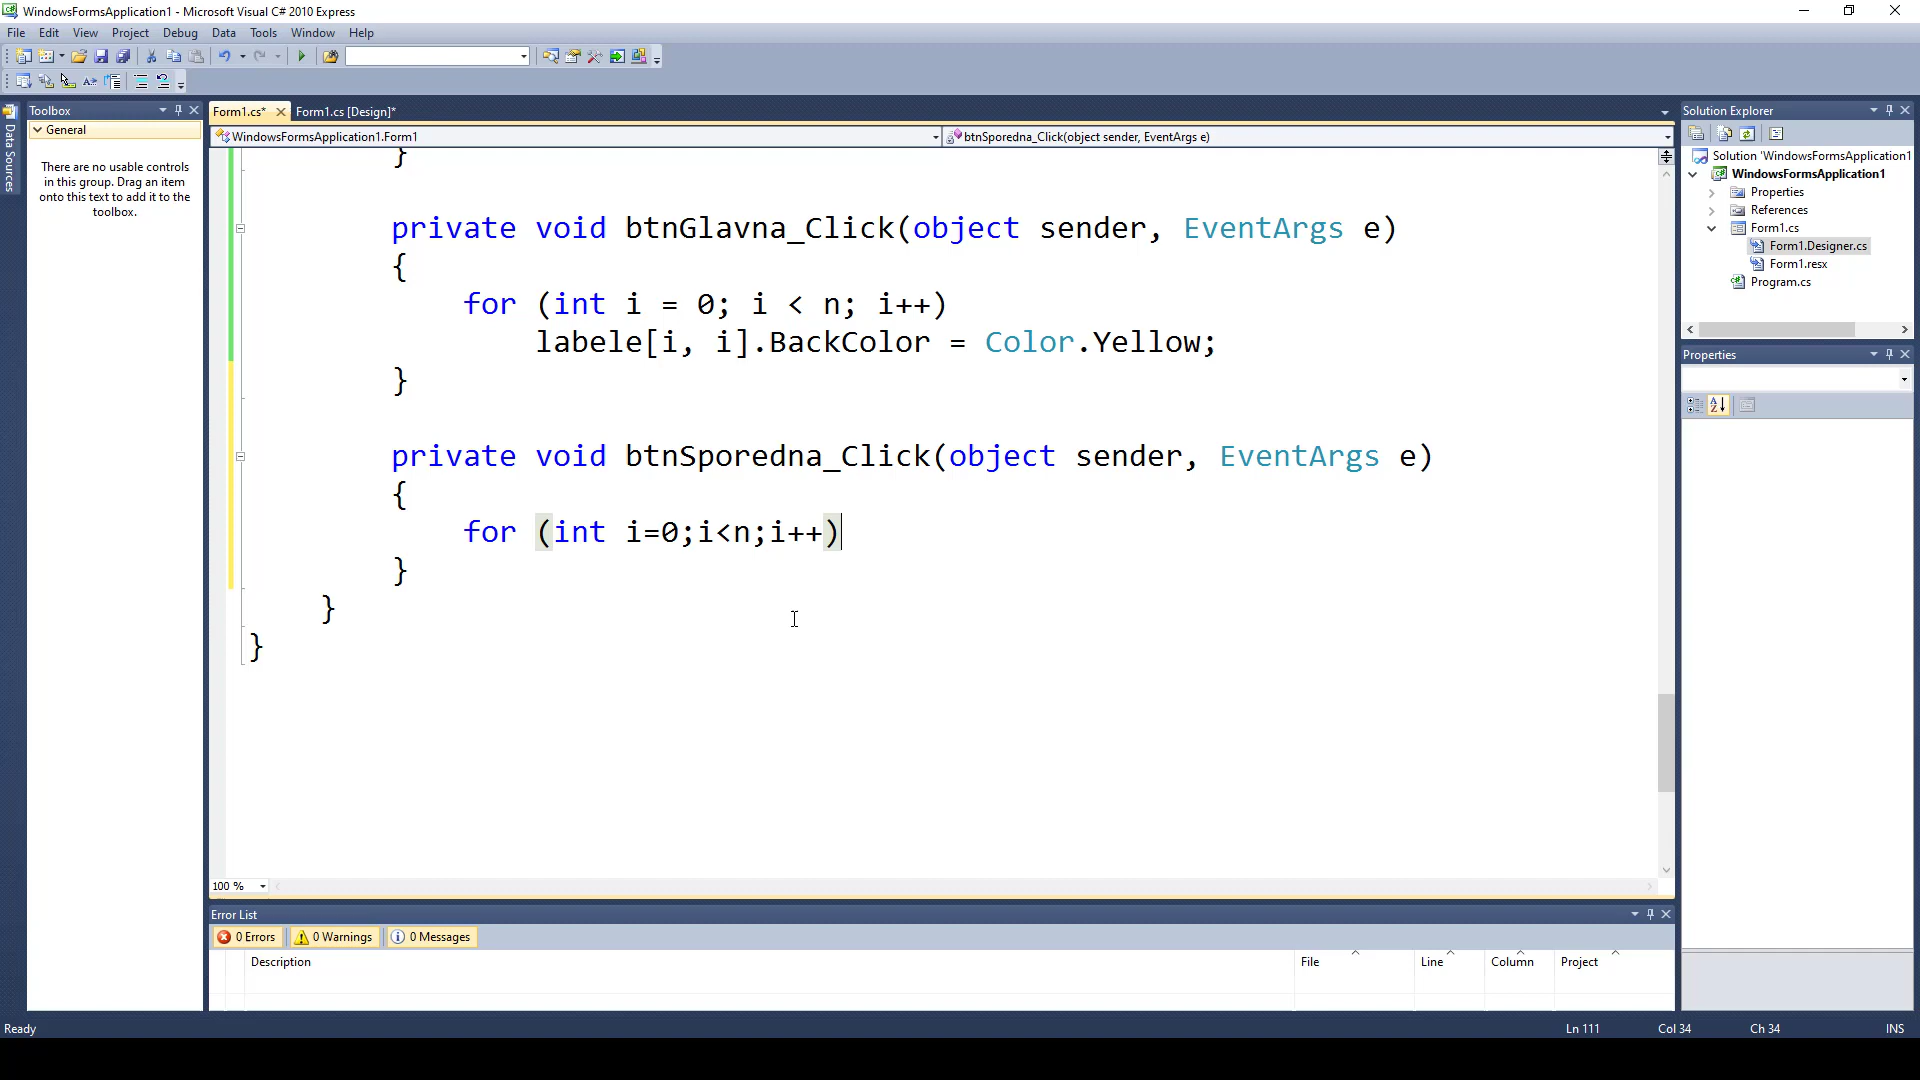 WindowsFormsApplication1 - Microsoft Visual C# 2010 Express
File Edit View Project Debug Data Tools Window Help
Toolbox
General
There are no usable controls
in this group. Drag an item
onto this text to add it to the
toolbox.
Data Sources
Form1.cs* Form1.cs [Design]*
WindowsFormsApplication1.Form1 btnSporedna_Click(object sender, EventArgs e)
}
private void btnGlavna_Click(object sender, EventArgs e)
{
for (int i = 0; i < n; i++)
labele[i, i].BackColor = Color.Yellow;
}
private void btnSporedna_Click(object sender, EventArgs e)
{
for (int i=0;i<n;i++)
}
}
}
100 %
Solution Explorer
Solution 'WindowsFormsApplication1
WindowsFormsApplication1
Properties
References
Form1.cs
Form1.Designer.cs
Form1.resx
Program.cs
Properties
Error List
0 Errors 0 Warnings 0 Messages
Description File Line Column Project
Ready Ln 111 Col 34 Ch 34 INS